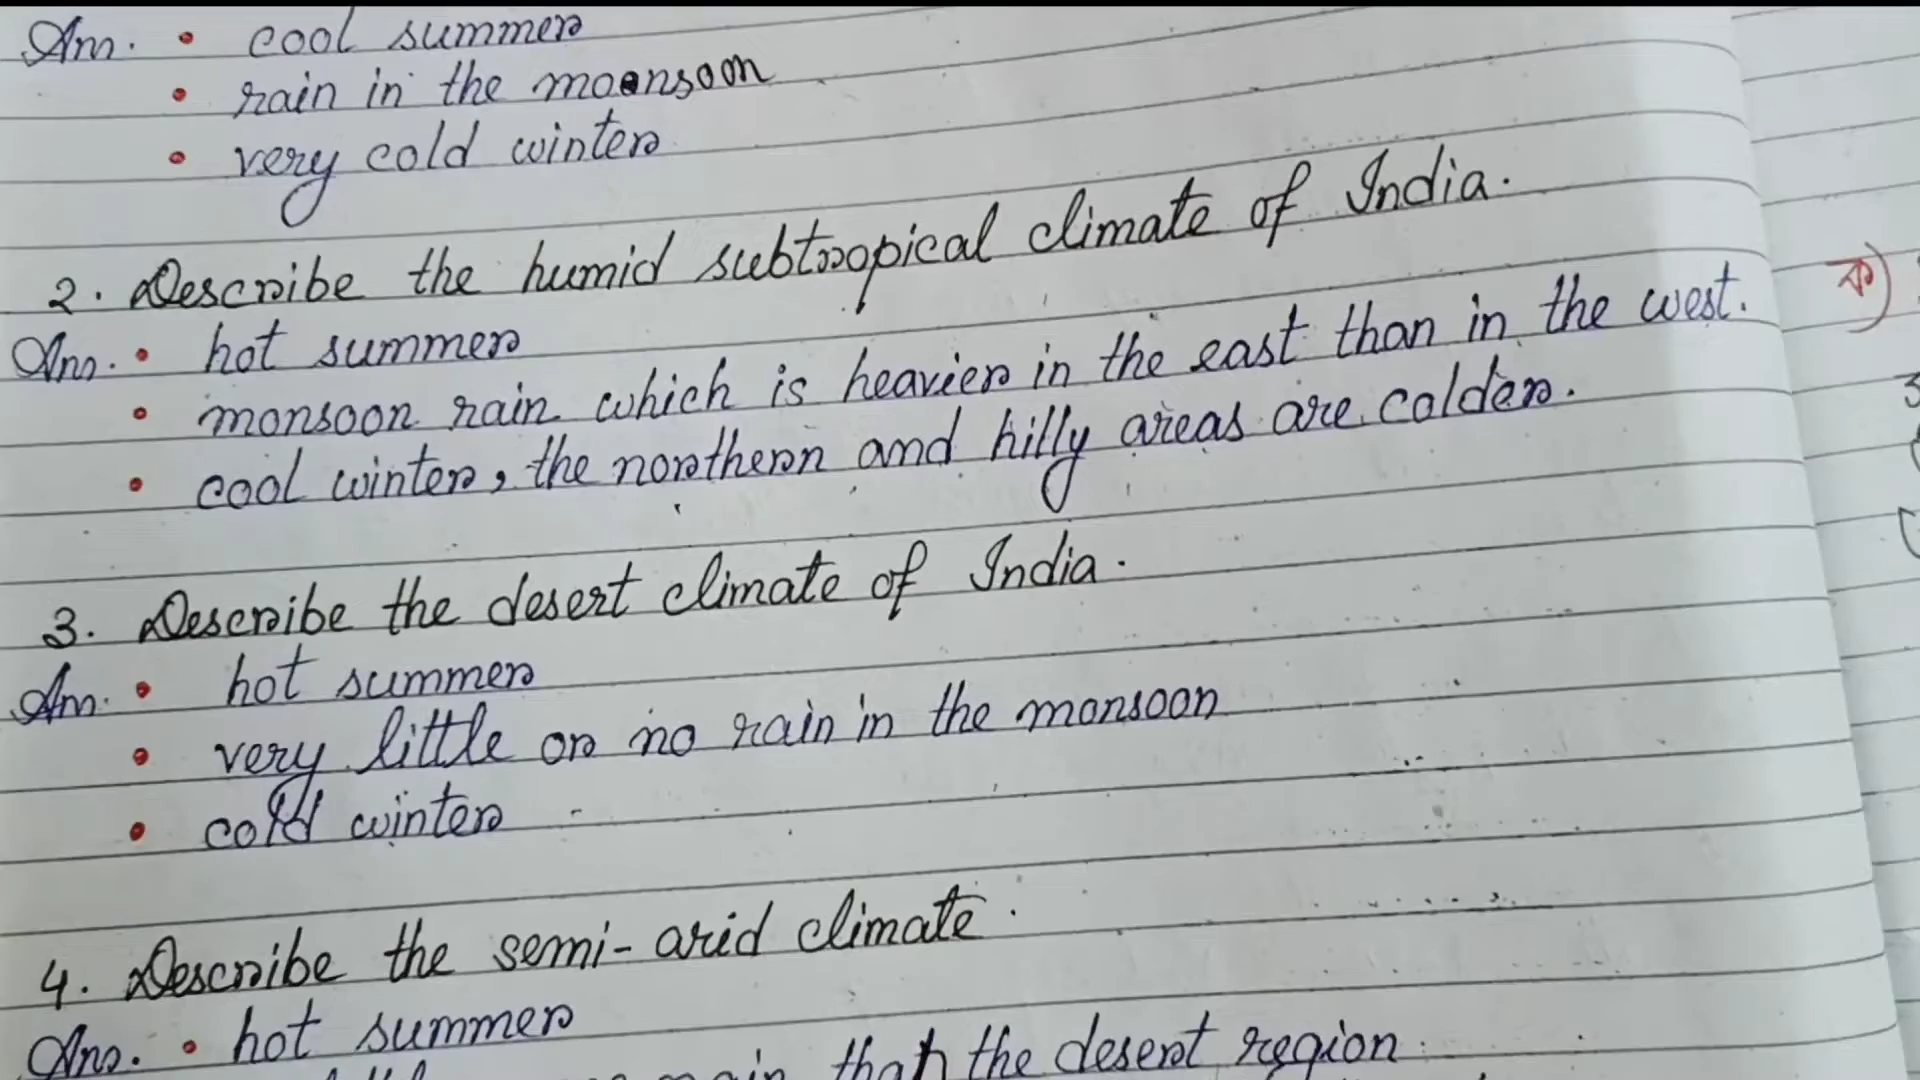 Ans. • cool summer
• rain in the monsoon
• very cold winter
2. Describe the humid subtropical climate of India.
Ans. • hot summer
• monsoon rain which is heavier in the east than in the west.
• cool winter, the northern and hilly areas are colder.
3. Describe the desert climate of India.
Ans. • hot summer
• very little or no rain in the monsoon
• cold winter
4. Describe the semi-arid climate.
Ans. • hot summer
rain than the desert region
ক)